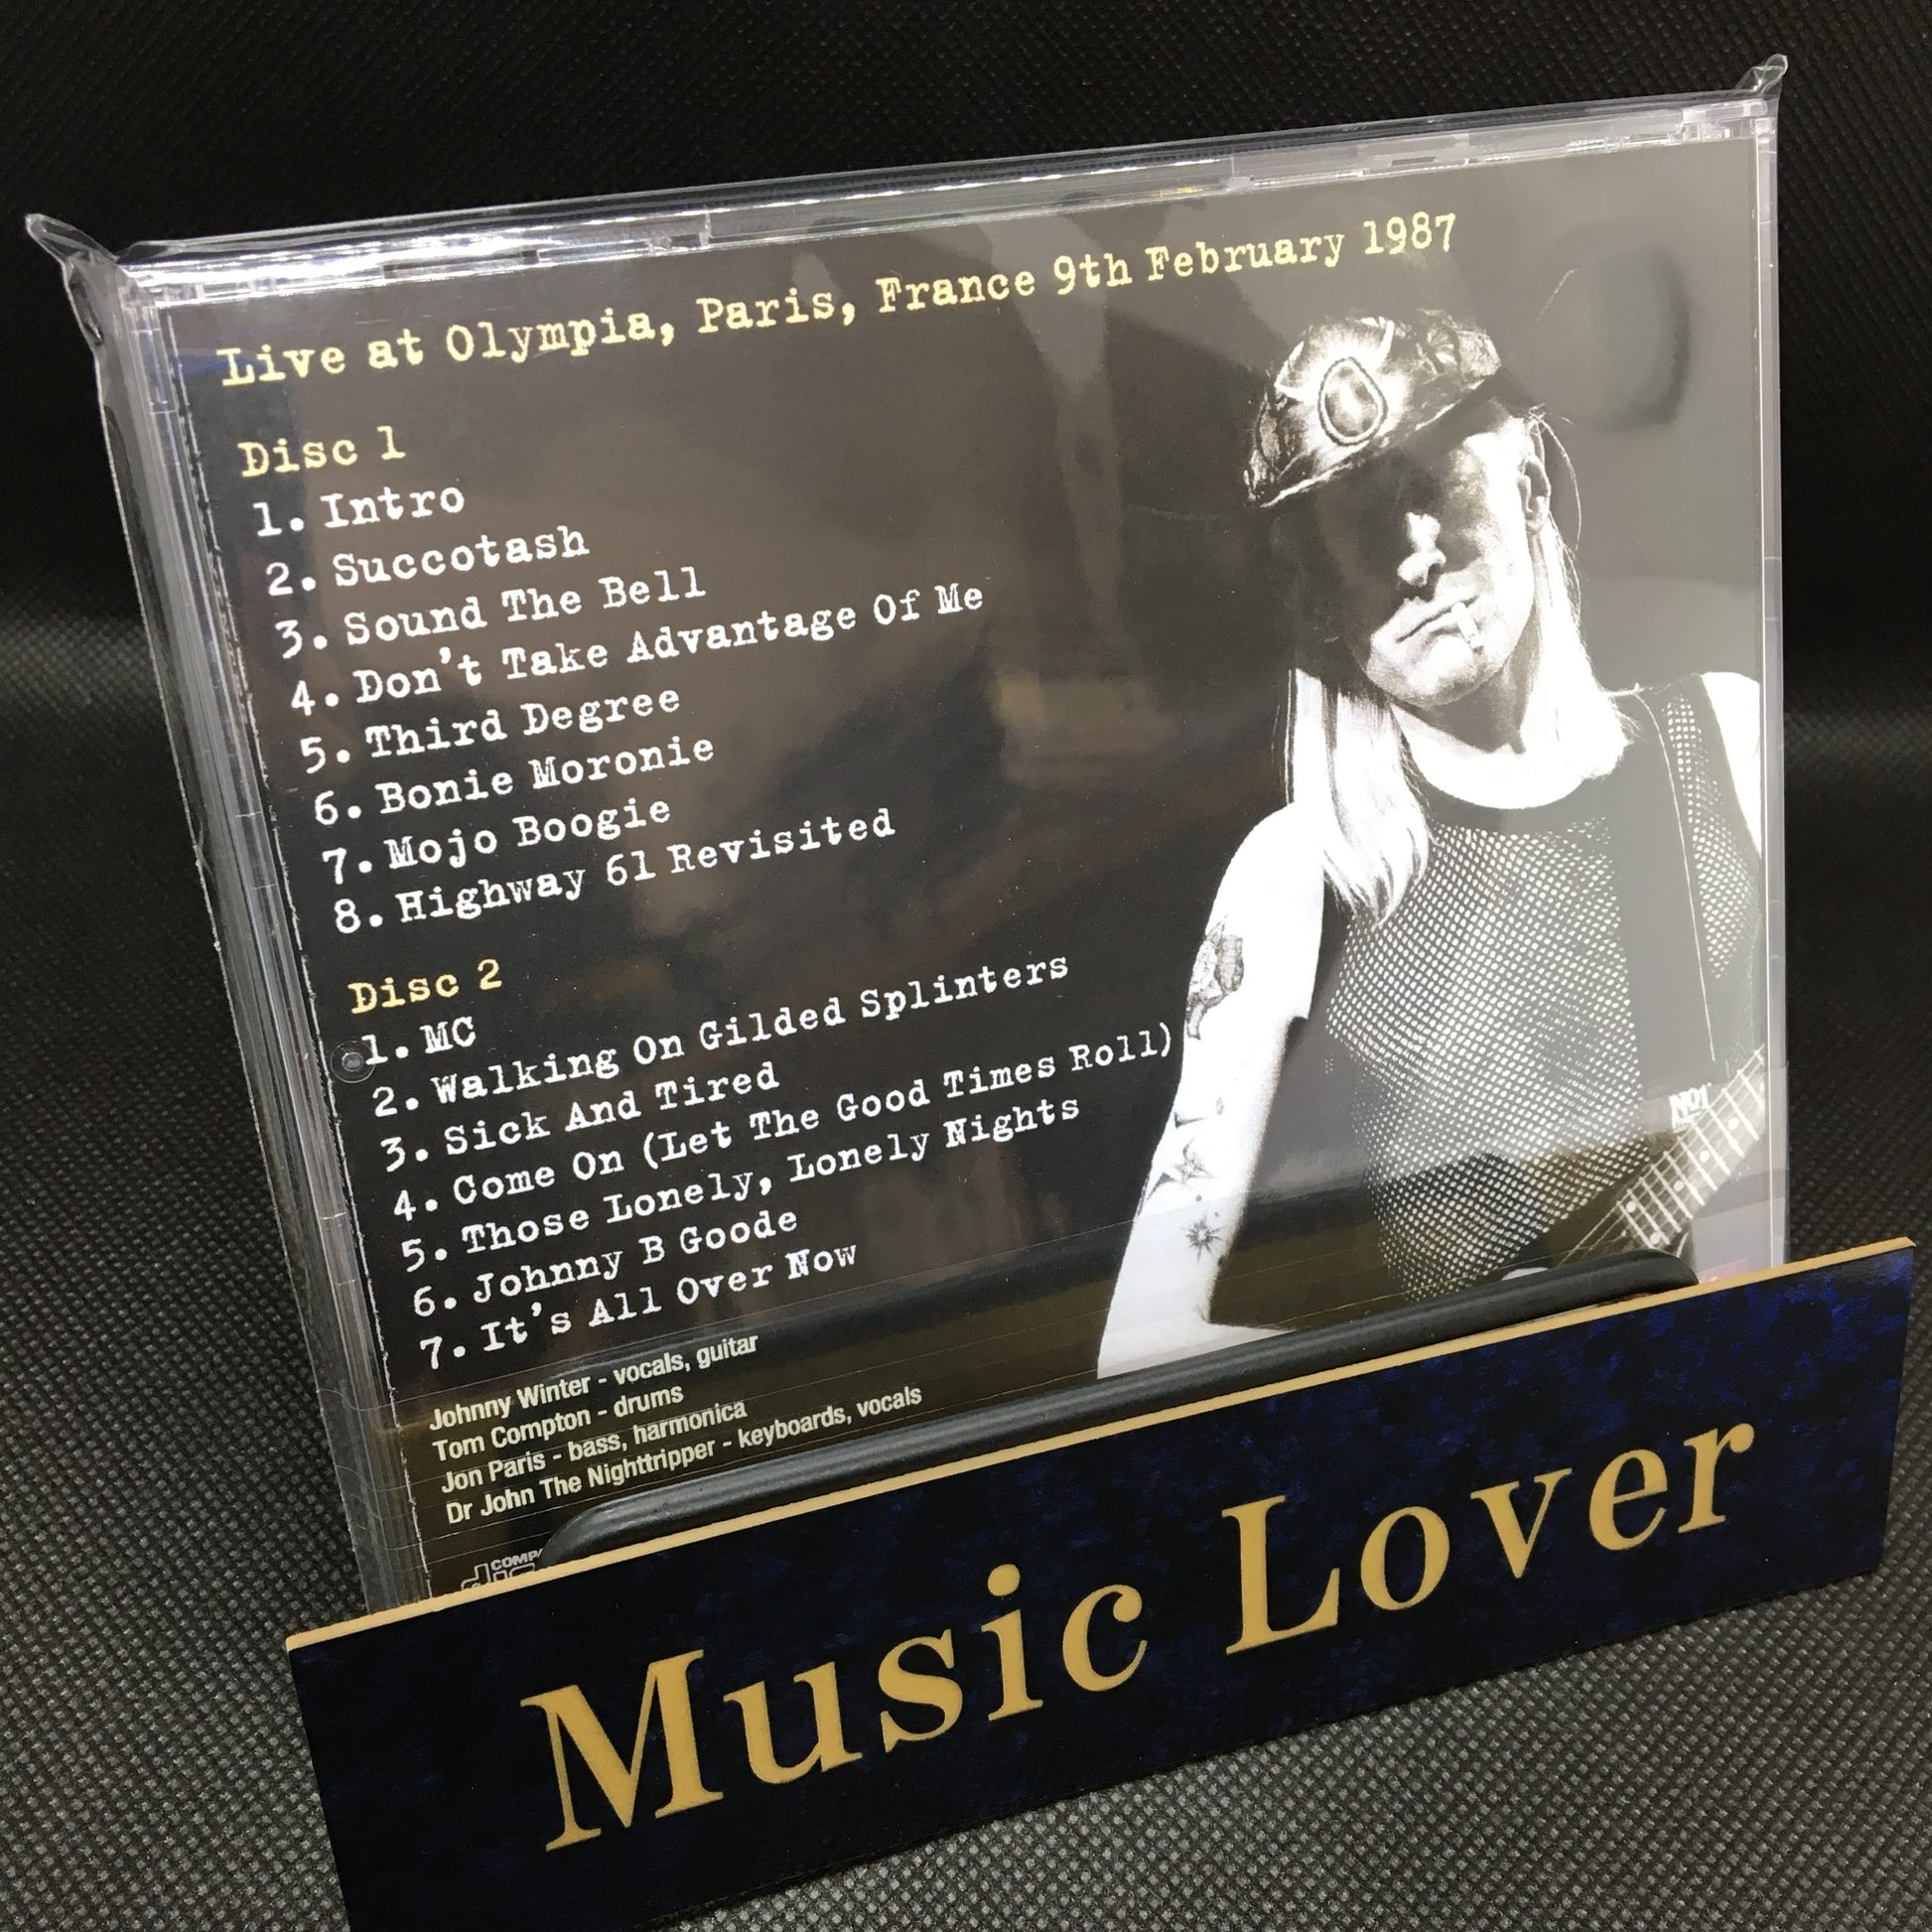 Live at Olympia, Paris, France 9th February 1987
Disc 1
1. Intro
2. Succotash
3. Sound The Bell
4. Don't Take Advantage Of Me
5. Third Degree
6. Bonie Moronie
7. Mojo Boogie
8. Highway 61 Revisited
Disc 2
1. MC
2. Walking On Gilded Splinters
3. Sick And Tired
4. Come On (Let The Good Times Roll)
5. Those Lonely, Lonely Nights
6. Johnny B Goode
7. It's All Over Now
Johnny Winter - vocals, guitar
Tom Compton - drums
Jon Paris - bass, harmonica
Dr John The Nighttripper - keyboards, vocals
No1
Music Lover